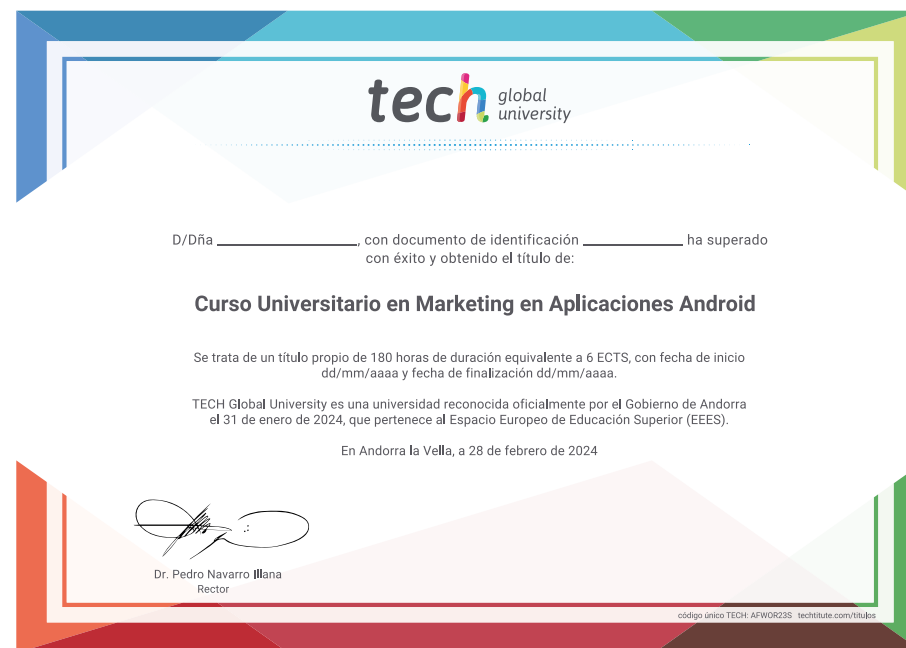 tech global university
D/Dña ____________, con documento de identificación ____________ ha superado
con éxito y obtenido el título de:
Curso Universitario en Marketing en Aplicaciones Android
Se trata de un título propio de 180 horas de duración equivalente a 6 ECTS, con fecha de inicio
dd/mm/aaaa y fecha de finalización dd/mm/aaaa.
TECH Global University es una universidad reconocida oficialmente por el Gobierno de Andorra
el 31 de enero de 2024, que pertenece al Espacio Europeo de Educación Superior (EEES).
En Andorra la Vella, a 28 de febrero de 2024
Dr. Pedro Navarro Illana
Rector
código único TECH: AFWOR23S techtitute.com/titulos